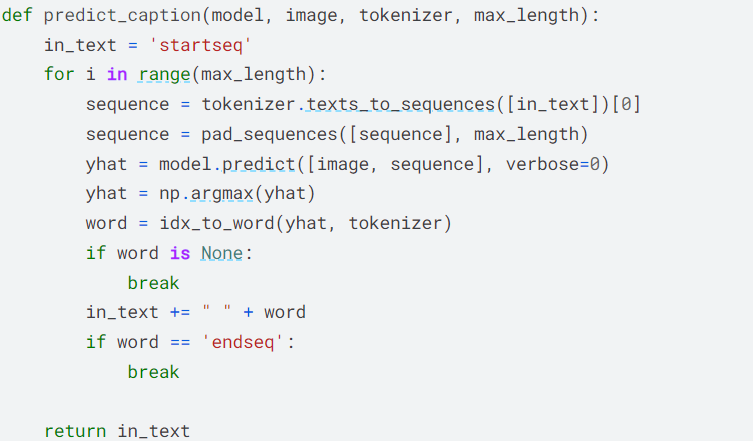 def predict_caption(model, image, tokenizer, max_length):
    in_text = 'startseq'
    for i in range(max_length):
        sequence = tokenizer.texts_to_sequences([in_text])[0]
        sequence = pad_sequences([sequence], max_length)
        yhat = model.predict([image, sequence], verbose=0)
        yhat = np.argmax(yhat)
        word = idx_to_word(yhat, tokenizer)
        if word is None:
            break
        in_text += " " + word
        if word == 'endseq':
            break

    return in_text